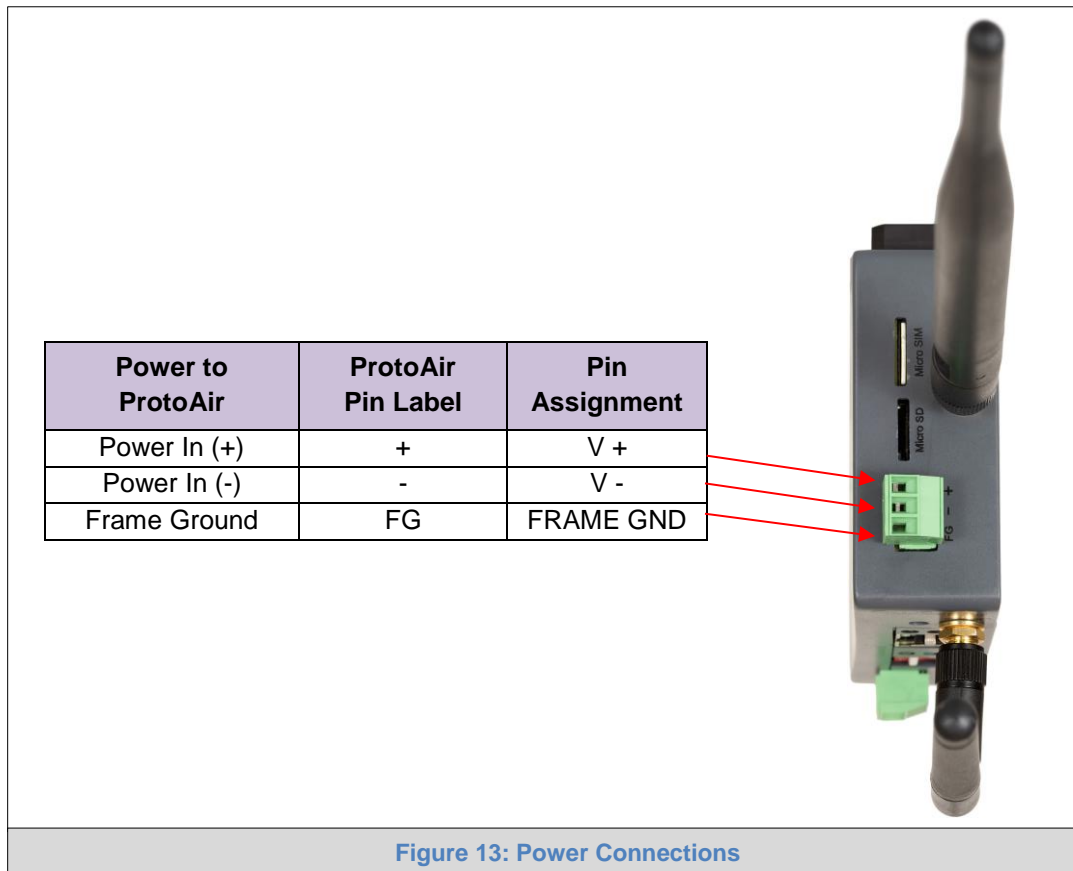 Power to ProtoAir
ProtoAir Pin Label
Pin Assignment
Power In (+) + V +
Power In (-) - V -
Frame Ground FG FRAME GND
Micro SIM
Micro SD
+
−
FG
Figure 13: Power Connections